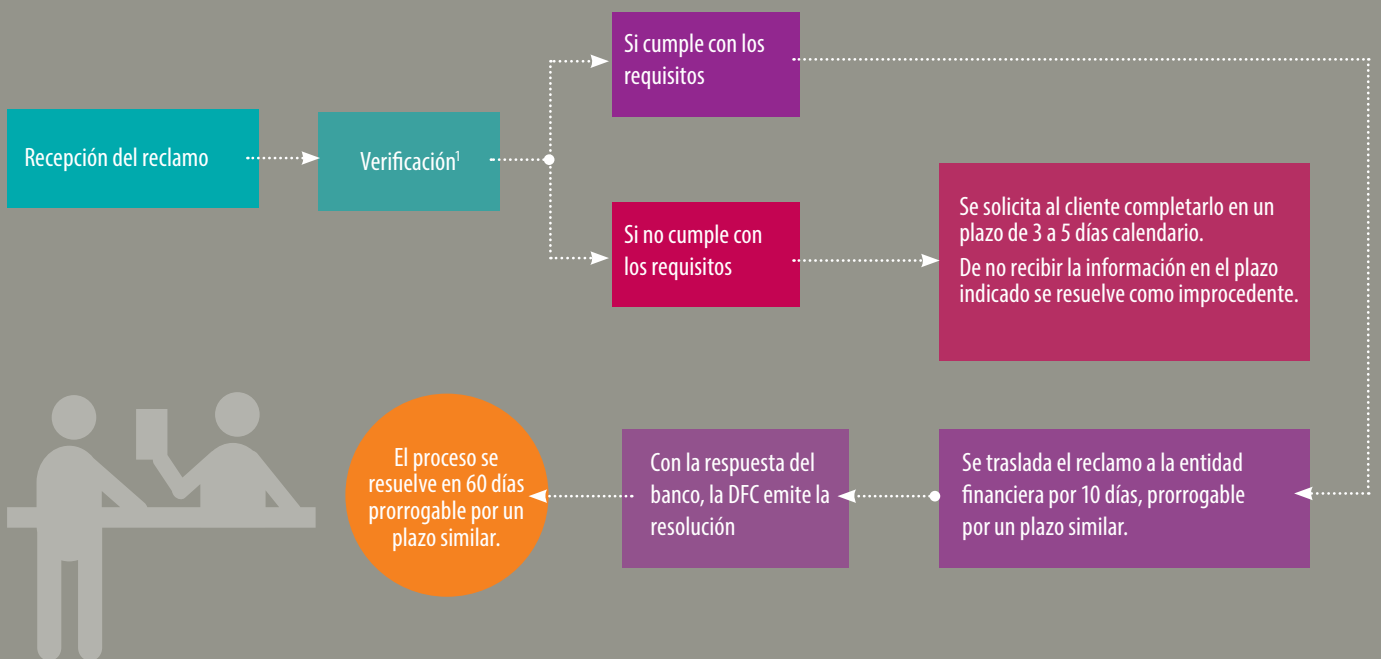 Recepción del reclamo
Verificación¹
Si cumple con los
requisitos
Si no cumple con
los requisitos
Se solicita al cliente completarlo en un
plazo de 3 a 5 días calendario.
De no recibir la información en el plazo
indicado se resuelve como improcedente.
Se traslada el reclamo a la entidad
financiera por 10 días, prorrogable
por un plazo similar.
Con la respuesta del
banco, la DFC emite la
resolución
El proceso se
resuelve en 60 días
prorrogable por un
plazo similar.